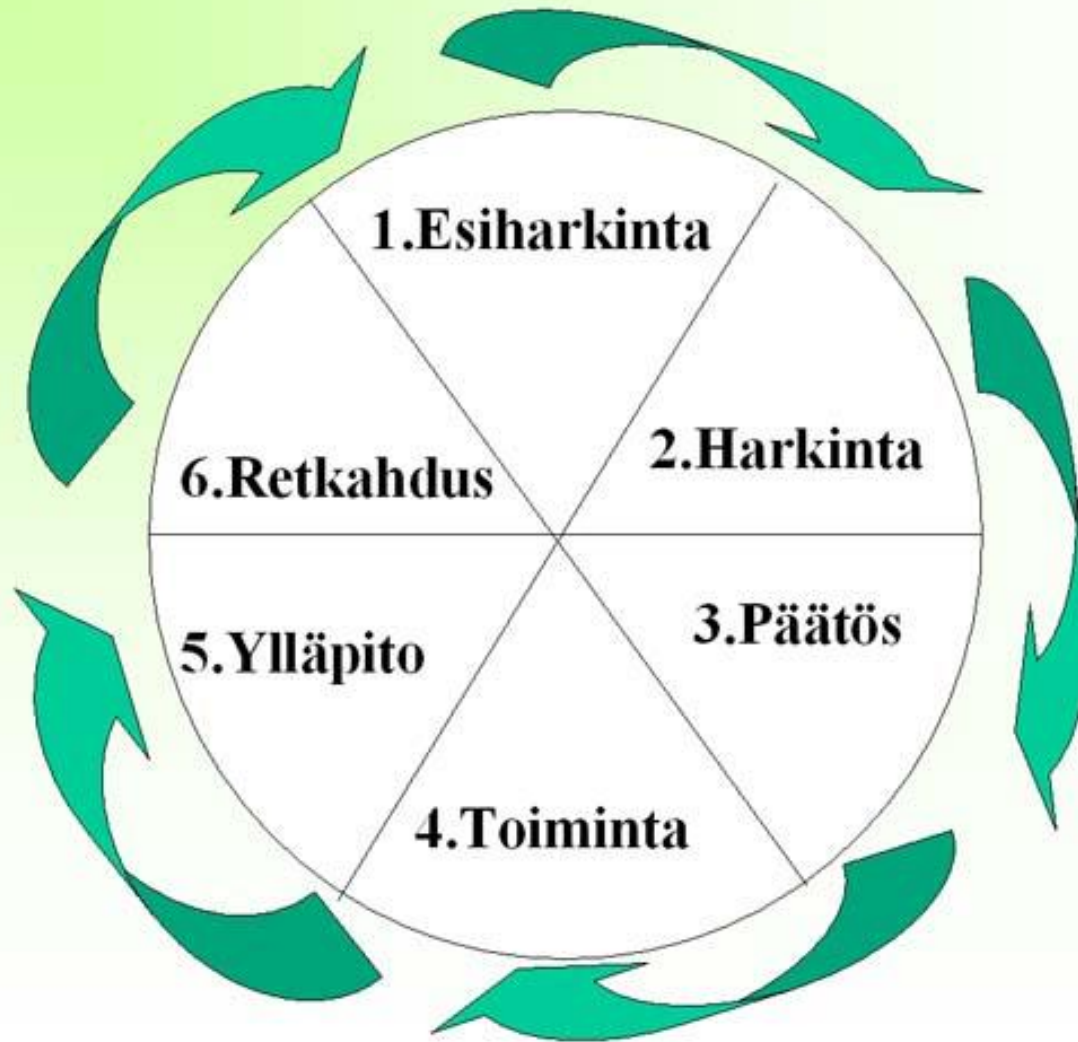 1.Esiharkinta
2.Harkinta
3.Päätös
4.Toiminta
5.Ylläpito
6.Retkahdus